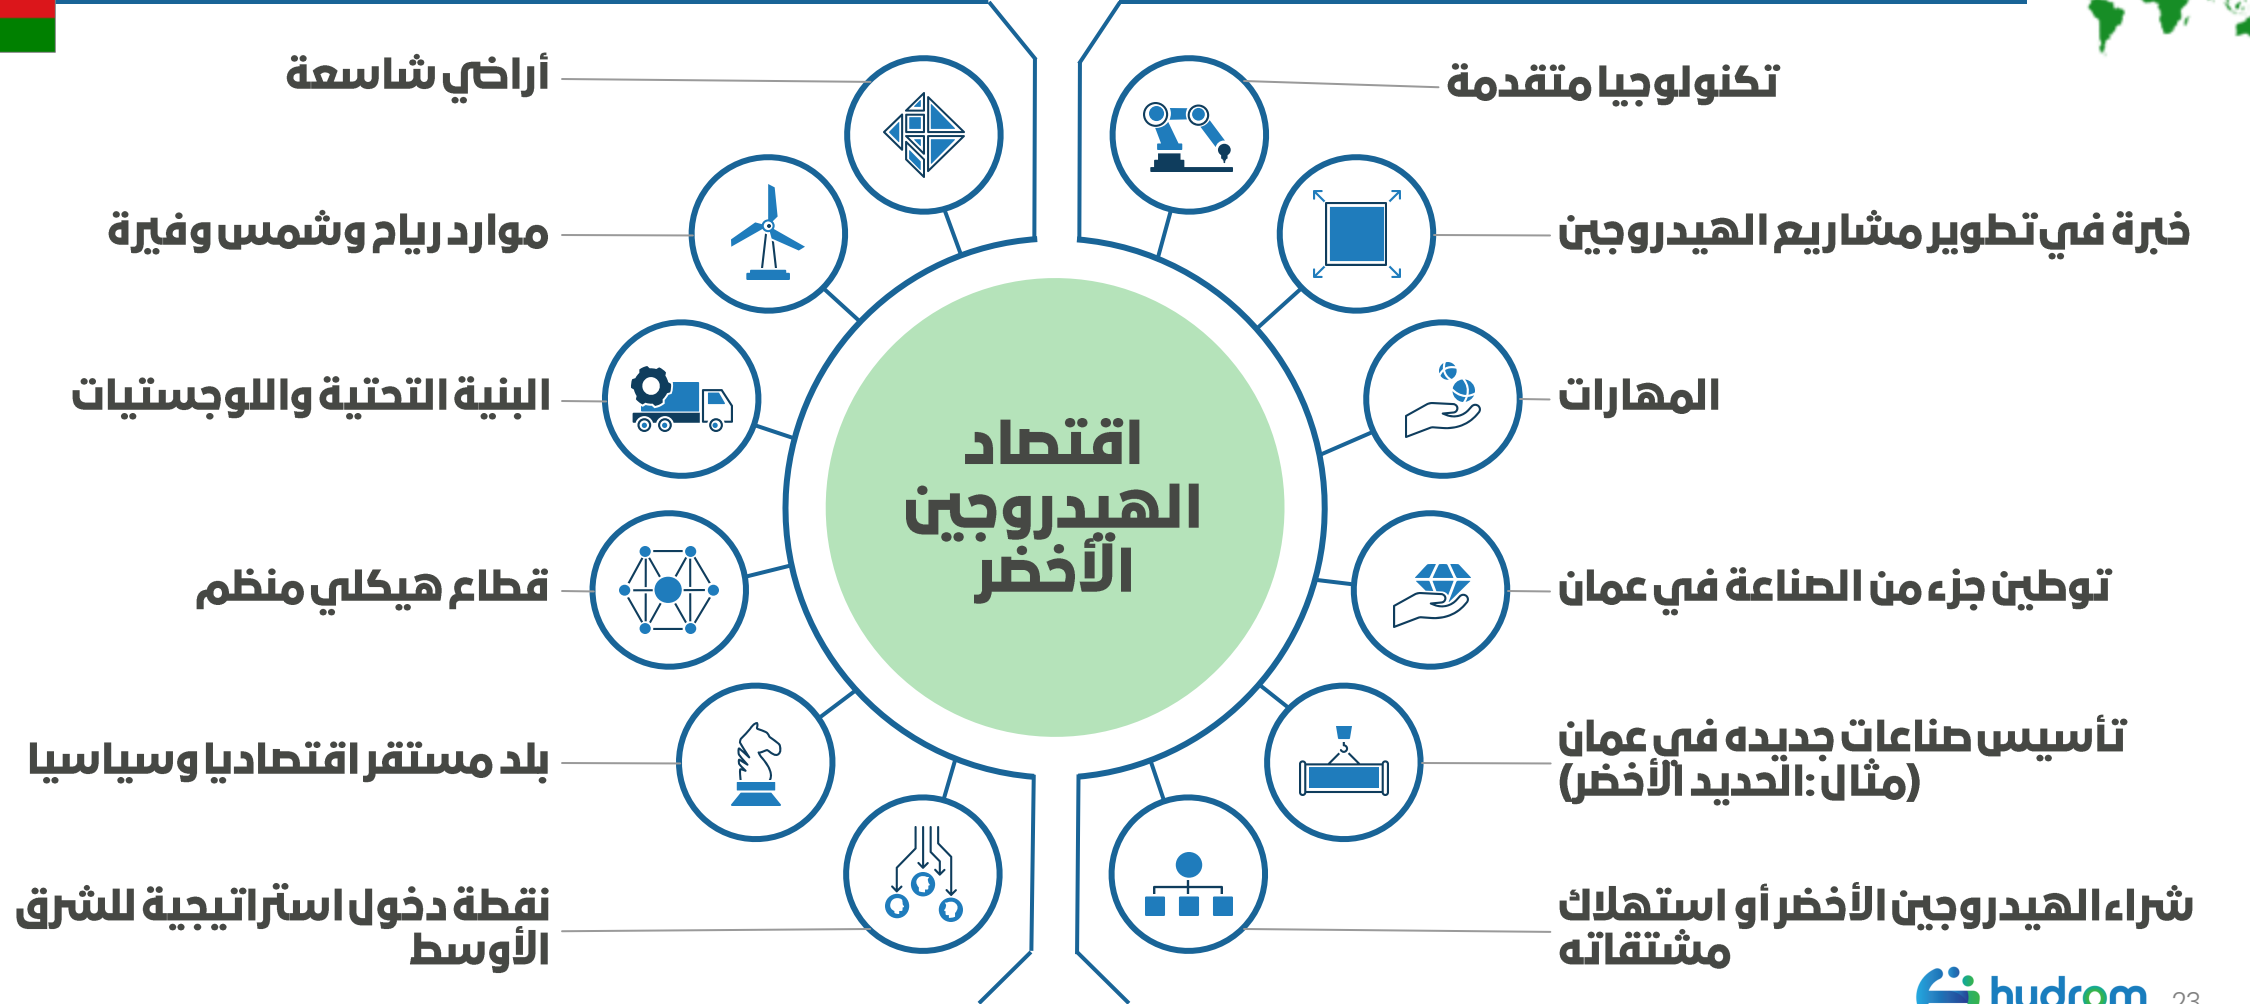 اقتصاد
الهيدروجين
الأخضر
تكنولوجيا متقدمة
خبرة في تطوير مشاريع الهيدروجين
المهارات
توطين جزء من الصناعة في عمان
تأسيس صناعات جديده في عمان
(مثال :الحديد الأخضر)
شراء الهيدروجين الأخضر أو استهلاك
مشتقاته
أراضي شاسعة
موارد رياح وشمس وفيرة
البنية التحتية واللوجستيات
قطاع هيكلي منظم
بلد مستقر اقتصاديا وسياسيا
نقطة دخول استراتيجية للشرق
الأوسط
hydrom
23